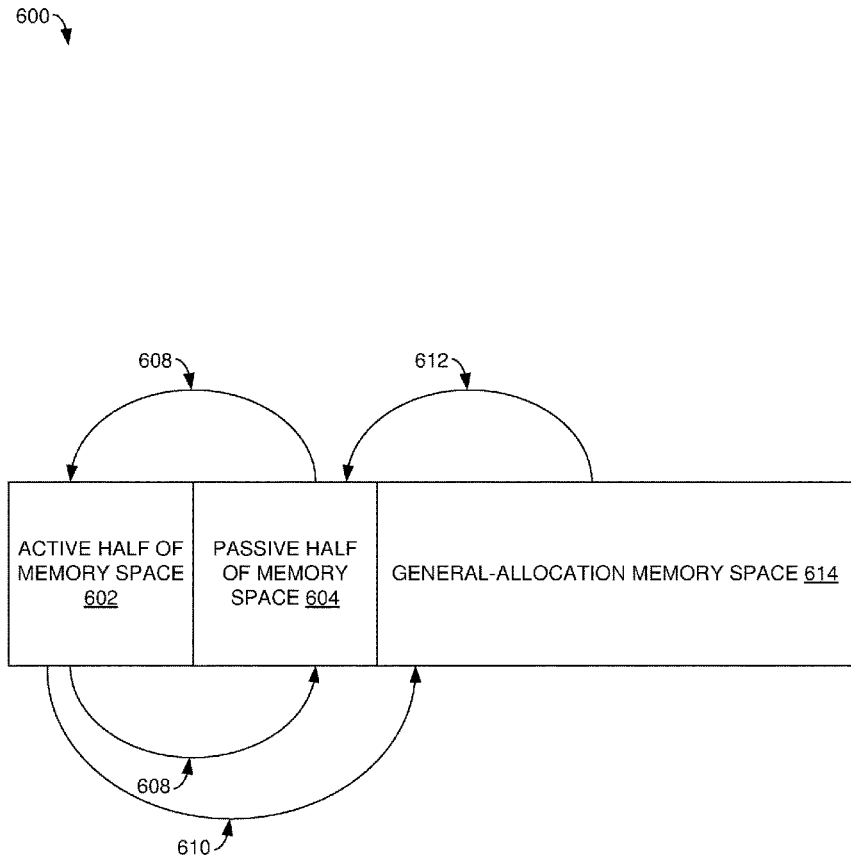 600
608
612
ACTIVE HALF OF
MEMORY SPACE
602
PASSIVE HALF
OF MEMORY
SPACE 604
GENERAL-ALLOCATION MEMORY SPACE 614
608
610